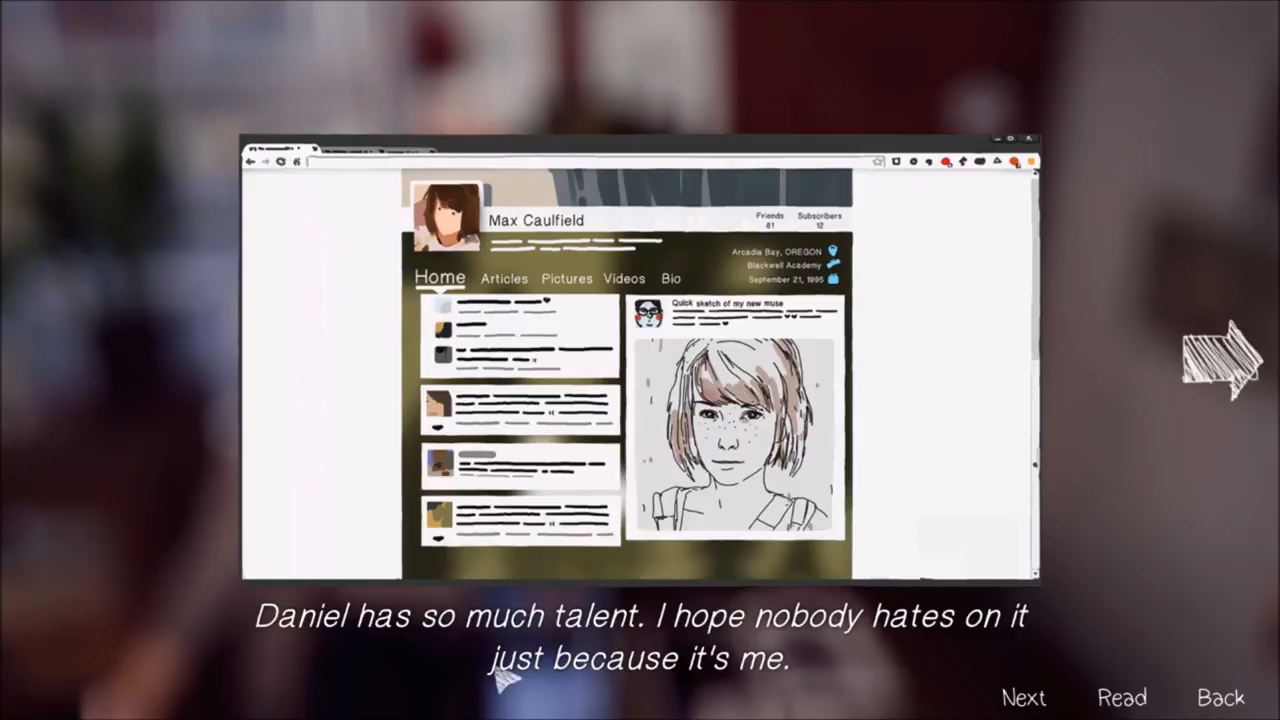 Max Caulfield
Friends
81
Subscribers
12
Arcadia Bay, OREGON
Blackwell Academy
September 21, 1995
Home Articles Pictures Videos Bio
Quick sketch of my new muse
Daniel has so much talent. I hope nobody hates on it
just because it's me.
Next Read Back